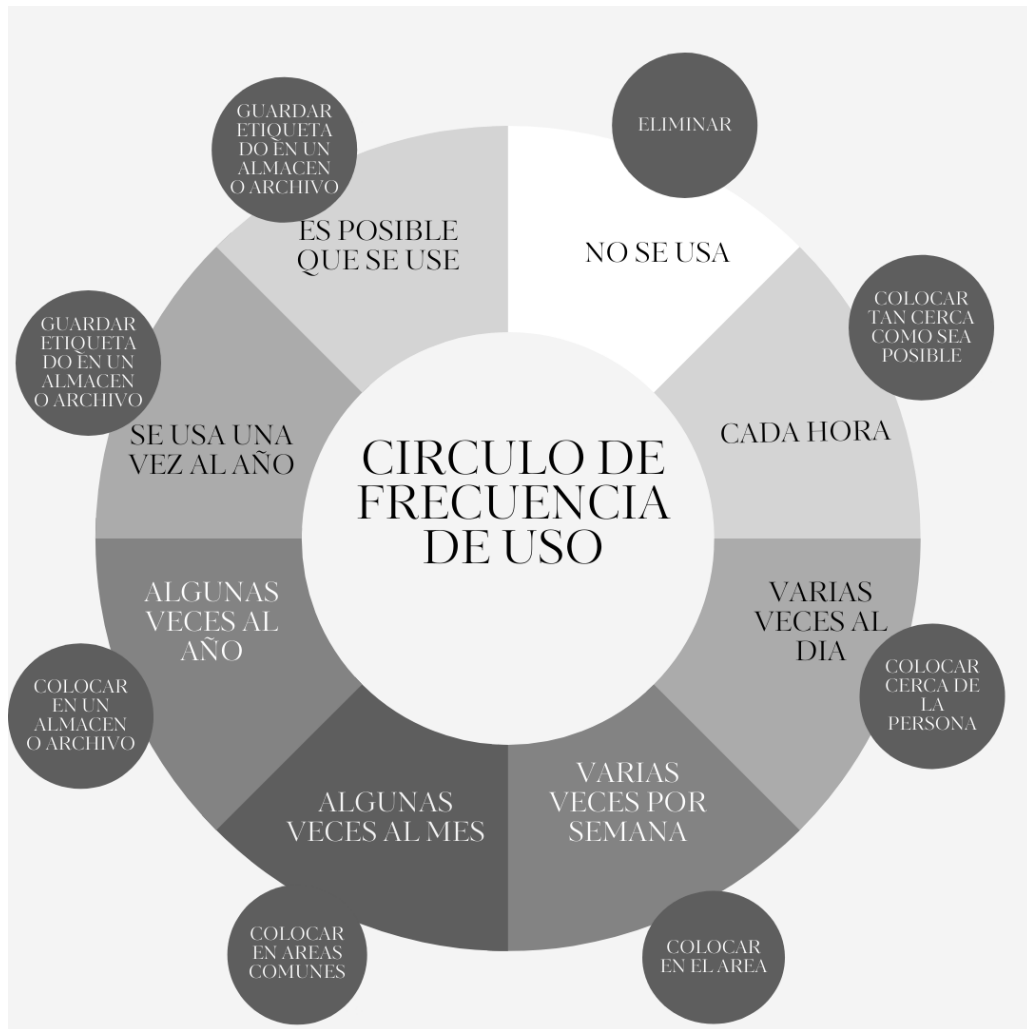 GUARDAR
ETIQUETA
DO EN UN
ALMACEN
O ARCHIVO
ELIMINAR
ES POSIBLE
QUE SE USE
NO SE USA
COLOCAR
TAN CERCA
COMO SEA
POSIBLE
GUARDAR
ETIQUETA
DO EN UN
ALMACEN
O ARCHIVO
SE USA UNA
VEZ AL AÑO
CADA HORA
CIRCULO DE
FRECUENCIA
DE USO
ALGUNAS
VECES AL
AÑO
VARIAS
VECES AL
DIA
COLOCAR
EN UN
ALMACEN
O ARCHIVO
COLOCAR
CERCA DE
LA
PERSONA
ALGUNAS
VECES AL MES
VARIAS
VECES POR
SEMANA
COLOCAR
EN AREAS
COMUNES
COLOCAR
EN EL AREA